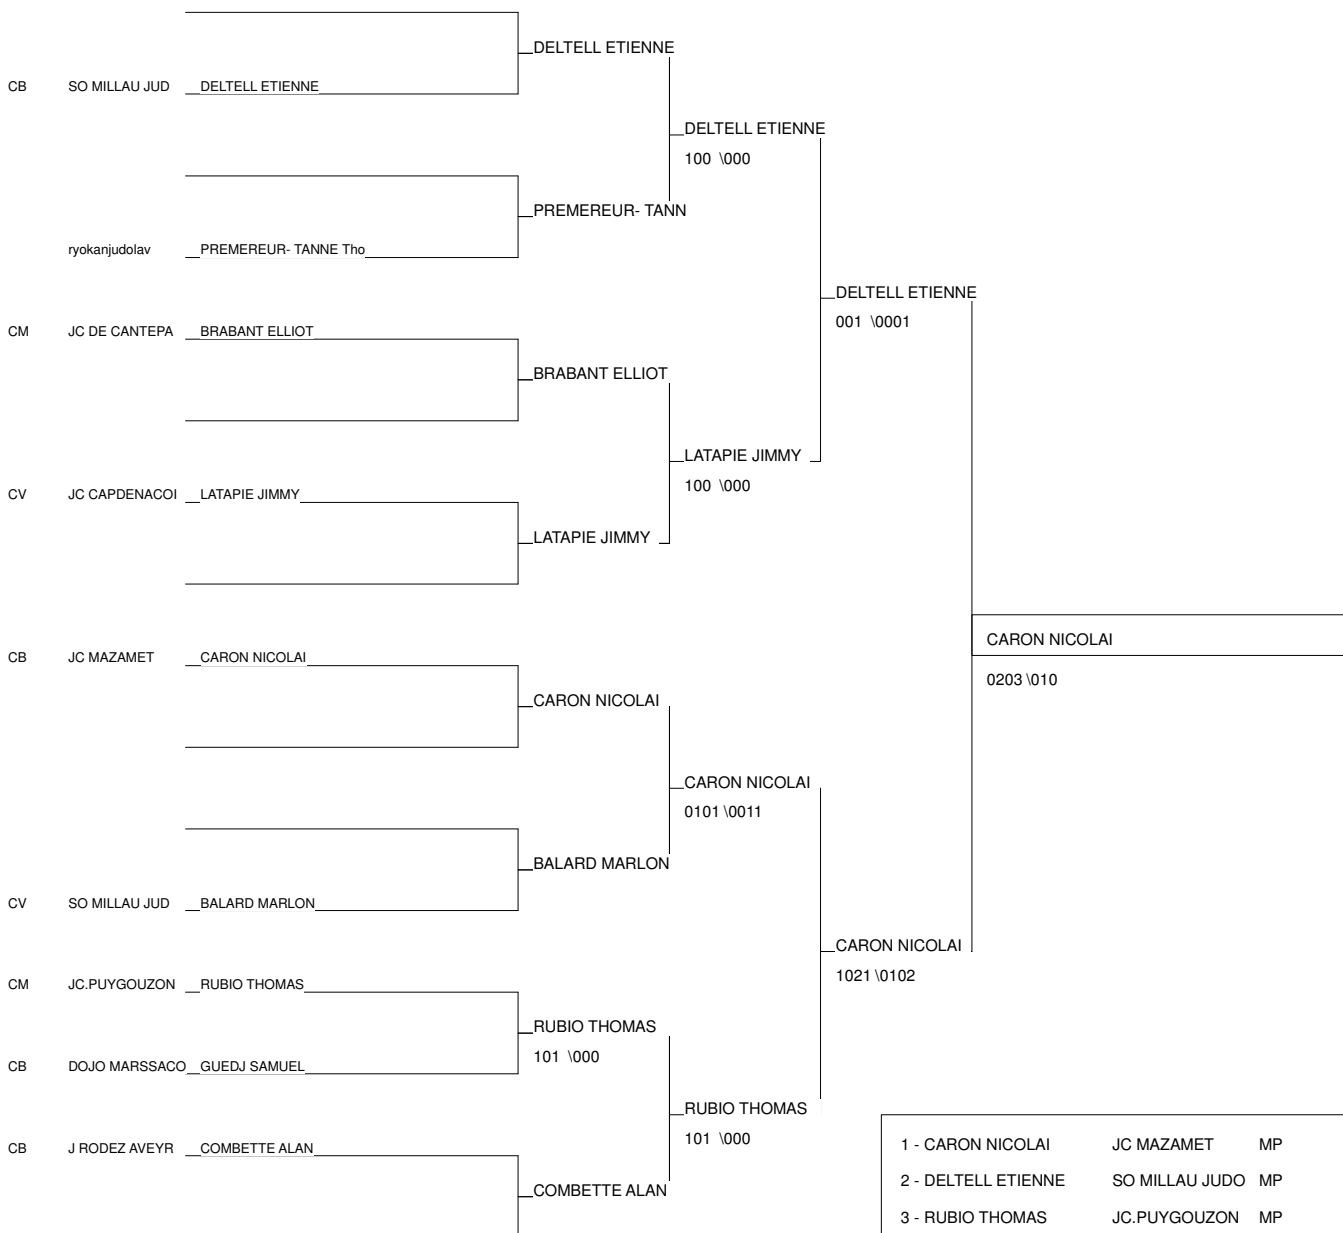 DELTELL ETIENNE
CB SO MILLAU JUD DELTELL ETIENNE
DELTELL ETIENNE
100 \000
PREMEREUR- TANN
ryokanjudolav PREMEREUR- TANNE Tho
DELTELL ETIENNE
001 \0001
CM JC DE CANTEPA BRABANT ELLIOT
BRABANT ELLIOT
LATAPIE JIMMY
100 \000
CV JC CAPDENACOI LATAPIE JIMMY
LATAPIE JIMMY
CARON NICOLAI
0203 \010
CB JC MAZAMET CARON NICOLAI
CARON NICOLAI
CARON NICOLAI
0101 \0011
BALARD MARLON
CV SO MILLAU JUD BALARD MARLON
CARON NICOLAI
1021 \0102
CM JC.PUYGOUZON RUBIO THOMAS
RUBIO THOMAS
101 \000
CB DOJO MARSSACO GUEDJ SAMUEL
RUBIO THOMAS
101 \000
CB J RODEZ AVEYR COMBETTE ALAN
COMBETTE ALAN
1 - CARON NICOLAI JC MAZAMET MP
2 - DELTELL ETIENNE SO MILLAU JUDO MP
3 - RUBIO THOMAS JC.PUYGOUZON MP